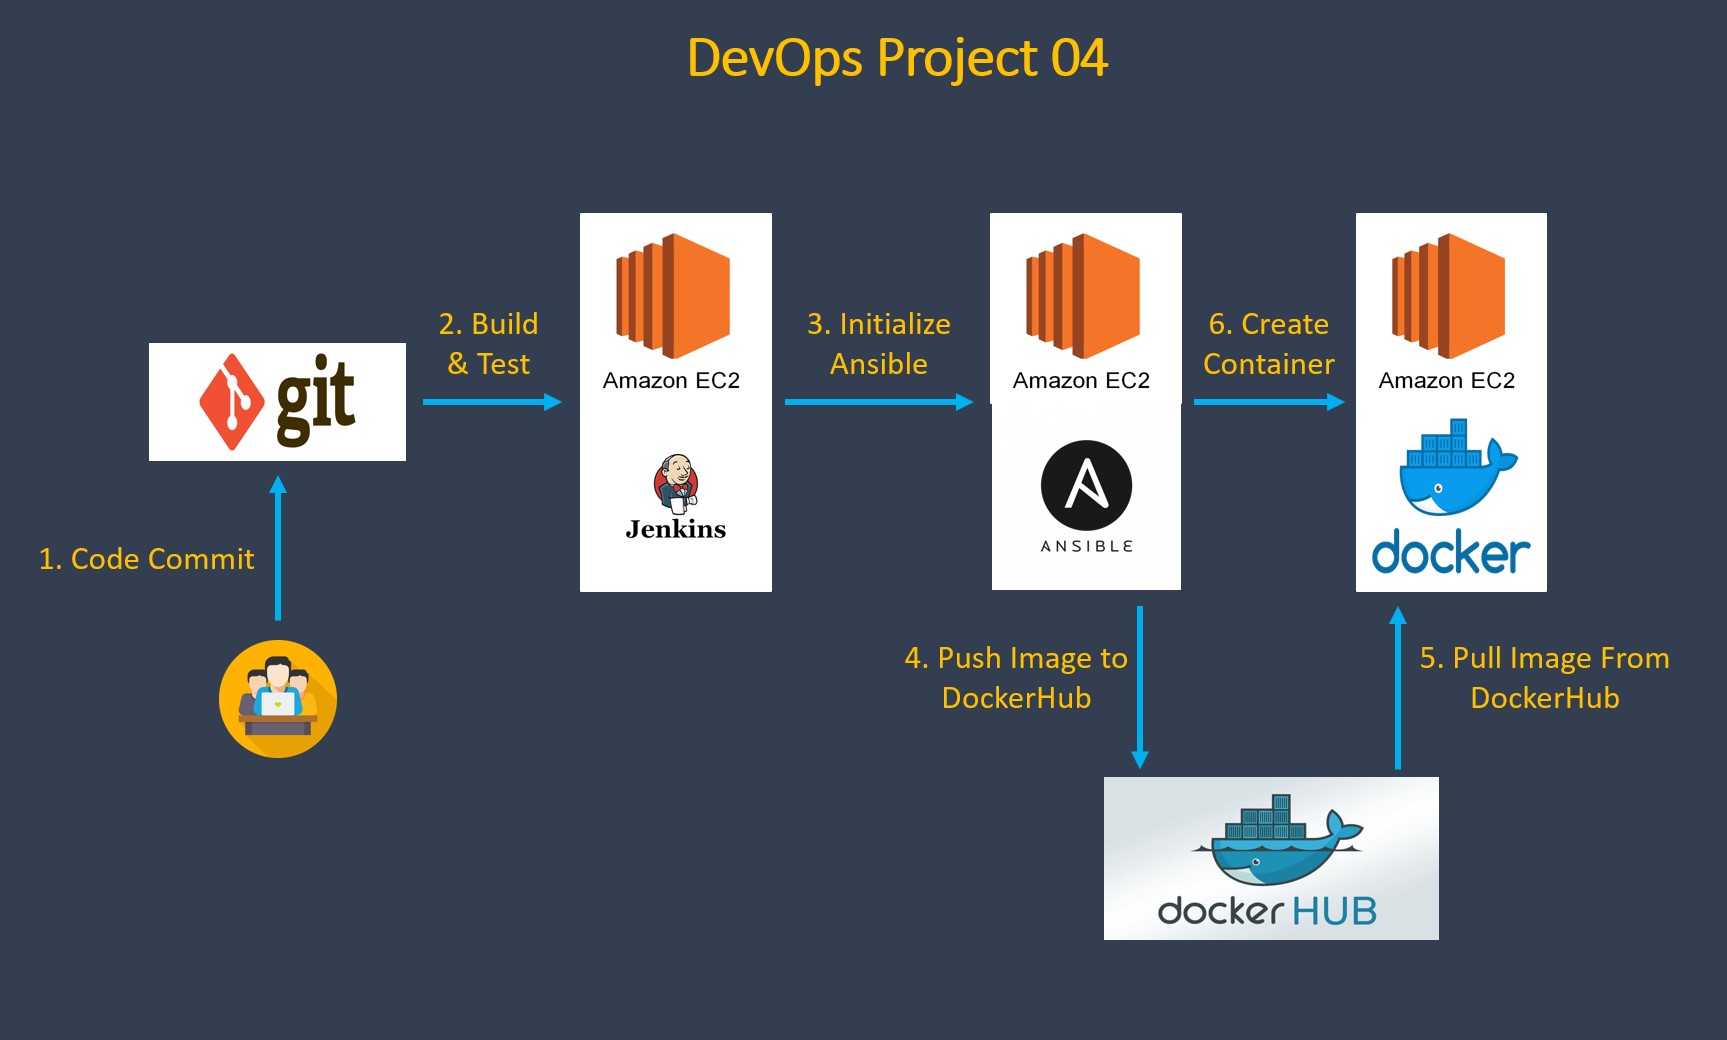 DevOps Project 04
1. Code Commit
git
2. Build
& Test
Amazon EC2
Jenkins
3. Initialize
Ansible
Amazon EC2
ANSIBLE
4. Push Image to
DockerHub
docker HUB
5. Pull Image From
DockerHub
6. Create
Container
Amazon EC2
docker